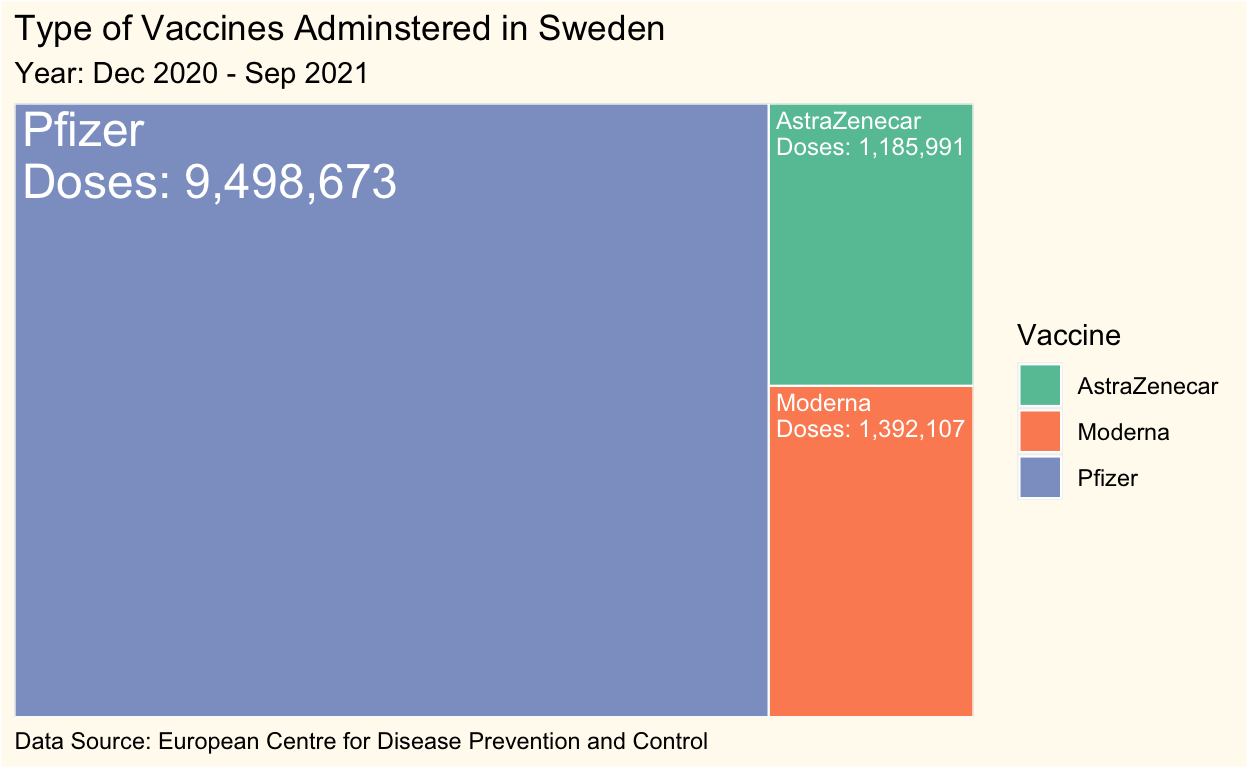 Type of Vaccines Adminstered in Sweden
Year: Dec 2020 - Sep 2021
Pfizer
Doses: 9,498,673
AstraZenecar
Doses: 1,185,991
Moderna
Doses: 1,392,107
Vaccine
AstraZenecar
Moderna
Pfizer
Data Source: European Centre for Disease Prevention and Control